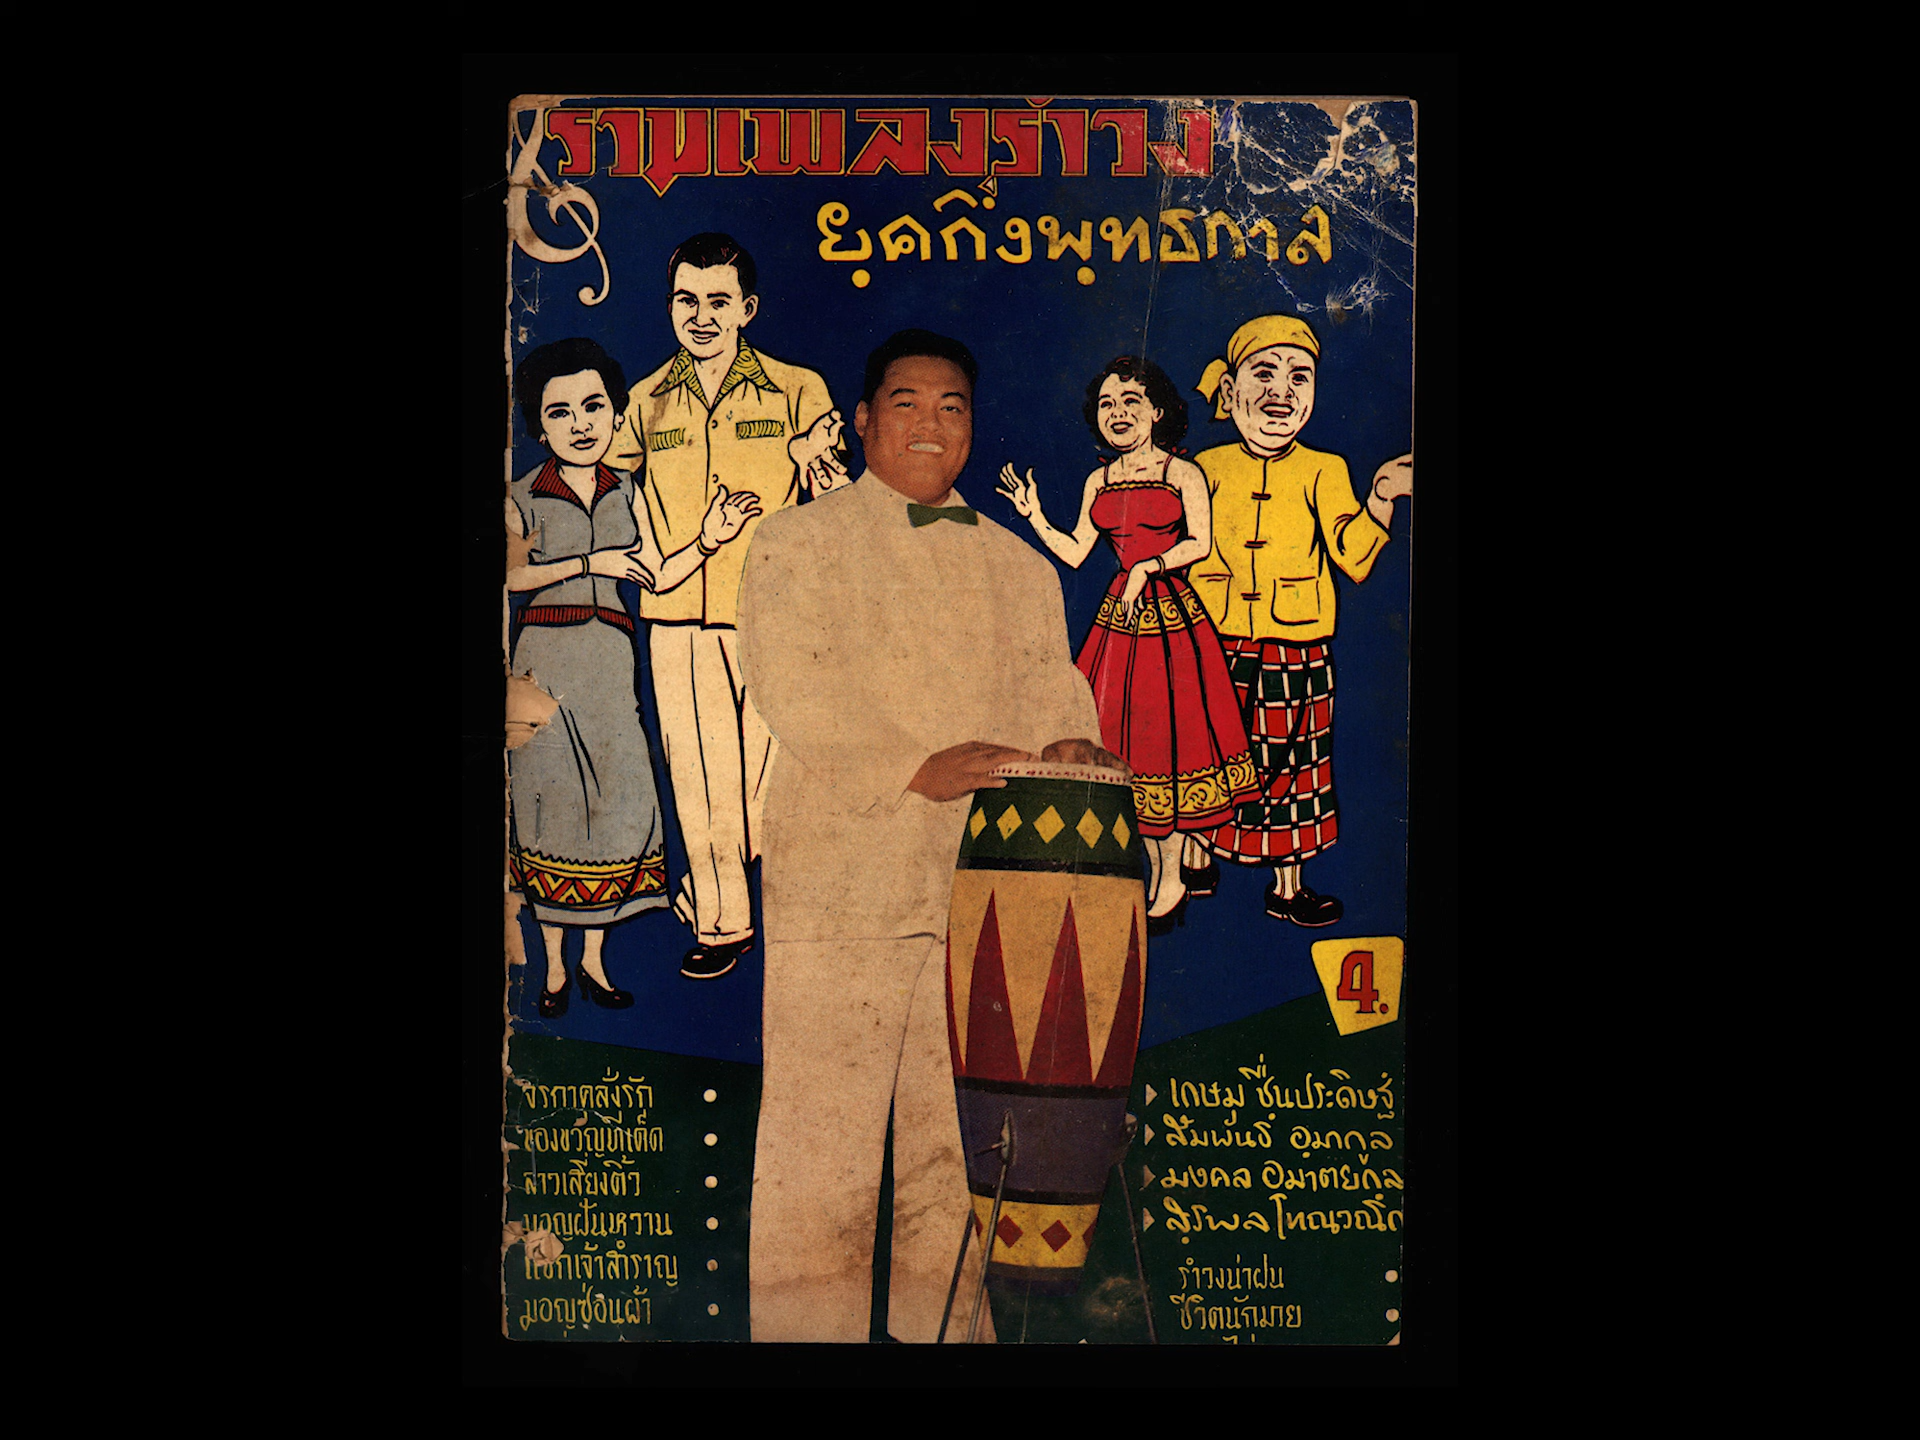 รวมเพลงรำวง
ยุคกึ่งพุทธกาล
4.
จรกาคลั่งรัก
ของขวัญที่เด็ด
ลาวเสี่ยงติ้ว
มอญฝันหวาน
แขกเจ้าสำราญ
มอญซ่อนผ้า
เกษม ชื่นประดิษฐ์
สัมพันธ์ อุมากูล
มงคล อมาตยกุล
สุรพล โทณวณิก
รำวงน่าฝน
ชีวิตนักมวย